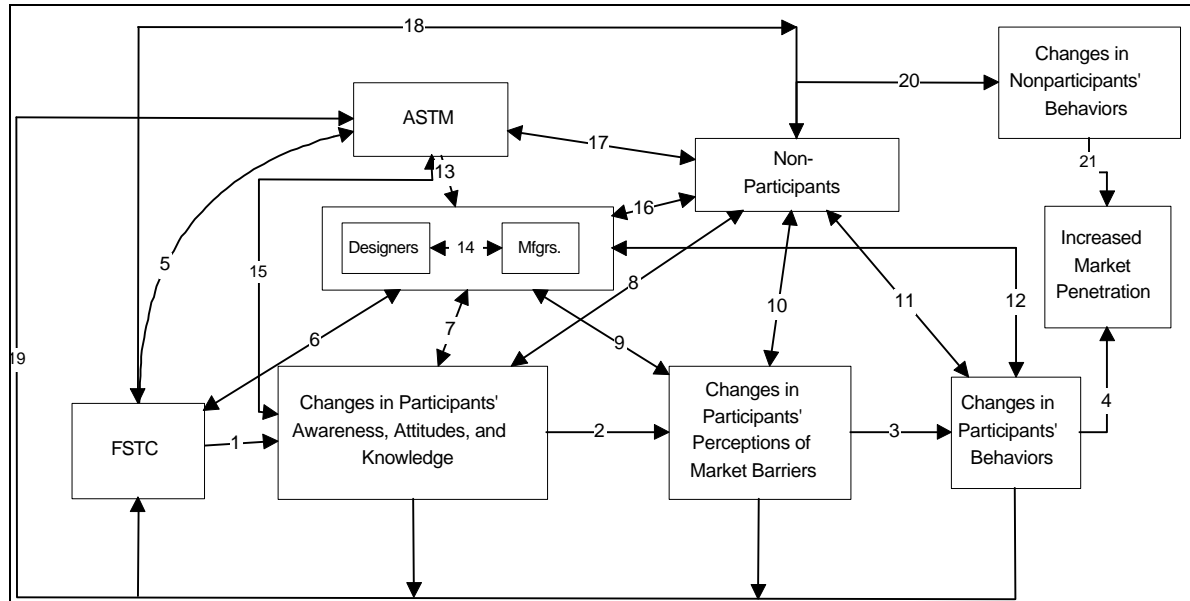 18
Changes in
Nonparticipants'
Behaviors
20
ASTM
17
13
Non-
Participants
21
16
Designers
14
Mfgrs.
Increased
Market
Penetration
5
15
8
12
10
11
7
6
9
19
Changes in Participants'
Awareness, Attitudes, and
Knowledge
Changes in
Participants'
Perceptions of
Market Barriers
Changes in
Participants'
Behaviors
4
FSTC
1
2
3